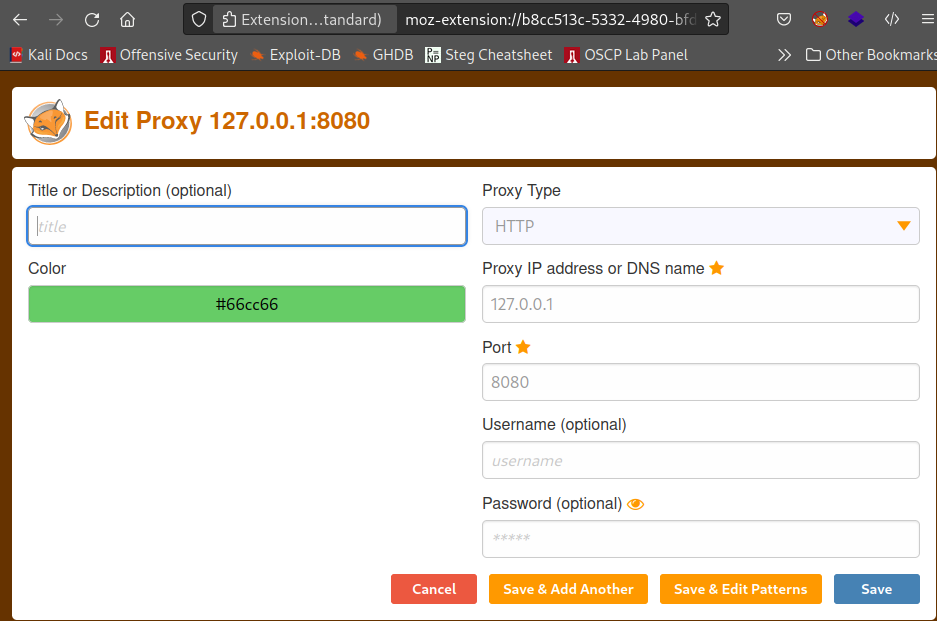 Extension…tandard) moz-extension://b8cc513c-5332-4980-bfd
Kali Docs Offensive Security Exploit-DB GHDB Steg Cheatsheet OSCP Lab Panel Other Bookmarks
Edit Proxy 127.0.0.1:8080
Title or Description (optional)
title
Color
#66cc66
Proxy Type
HTTP
Proxy IP address or DNS name
127.0.0.1
Port
8080
Username (optional)
username
Password (optional)
*****
Cancel Save & Add Another Save & Edit Patterns Save